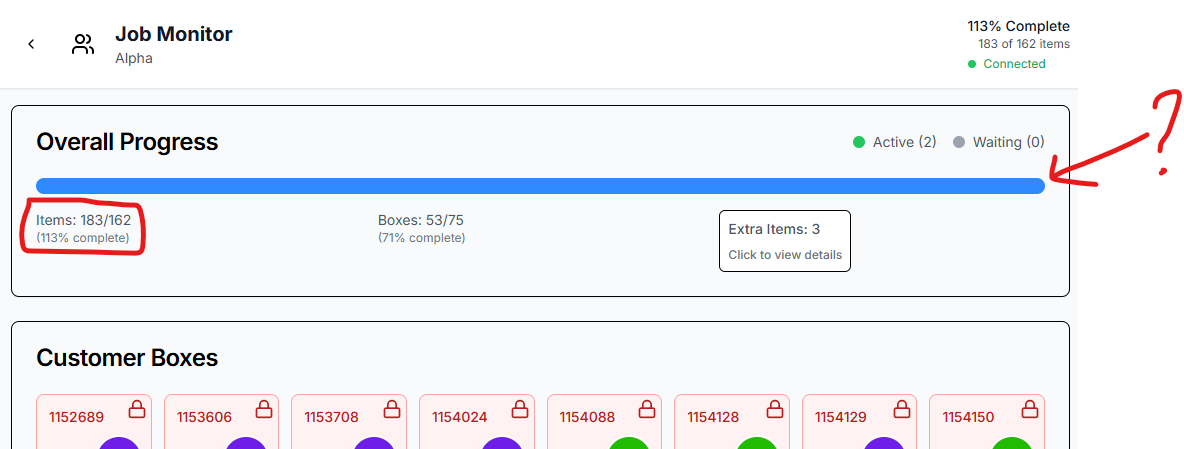 Job Monitor
Alpha
113% Complete
183 of 162 items
Connected
?
Overall Progress
Active (2)
Waiting (0)
Items: 183/162
(113% complete)
Boxes: 53/75
(71% complete)
Extra Items: 3
Click to view details
Customer Boxes
1152689
1153606
1153708
1154024
1154088
1154128
1154129
1154150